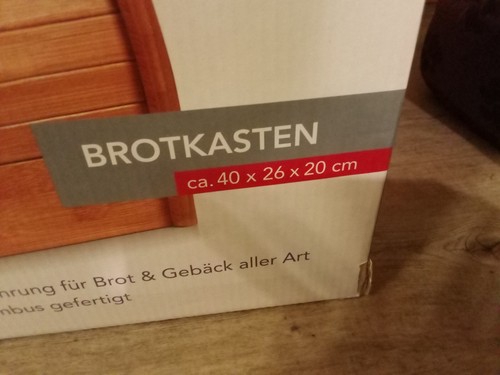 BROTKASTEN
ca. 40 x 26 x 20 cm
für Brot & Gebäck aller Art
gefertigt